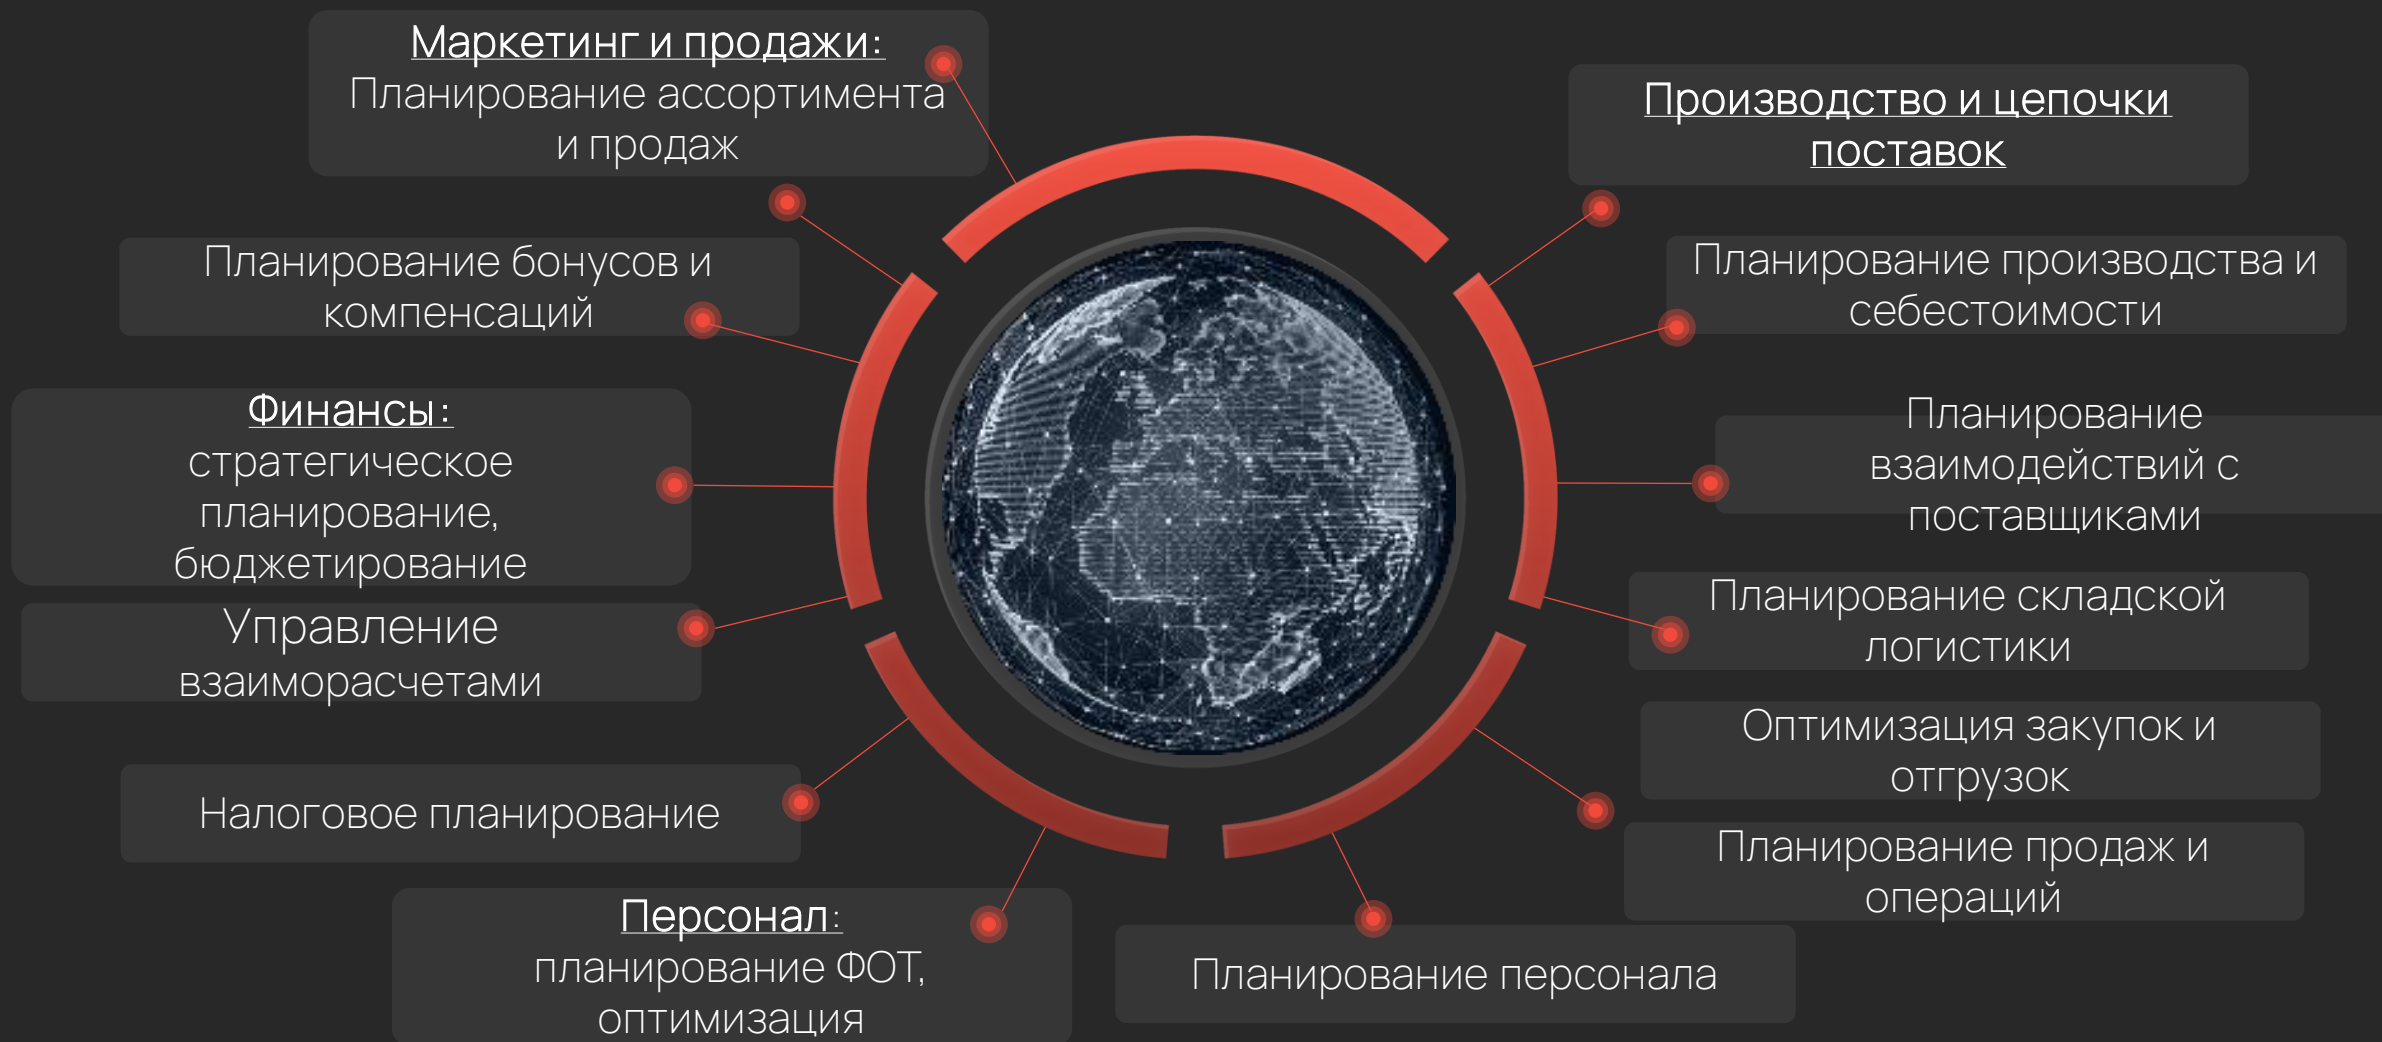 Маркетинг и продажи:
Планирование ассортимента
и продаж
Планирование бонусов и
компенсаций
Финансы:
стратегическое
планирование,
бюджетирование
Управление
взаиморасчетами
Налоговое планирование
Персонал:
планирование ФОТ,
оптимизация
Планирование персонала
Производство и цепочки
поставок
Планирование производства и
себестоимости
Планирование
взаимодействий с
поставщиками
Планирование складской
логистики
Оптимизация закупок и
отгрузок
Планирование продаж и
операций